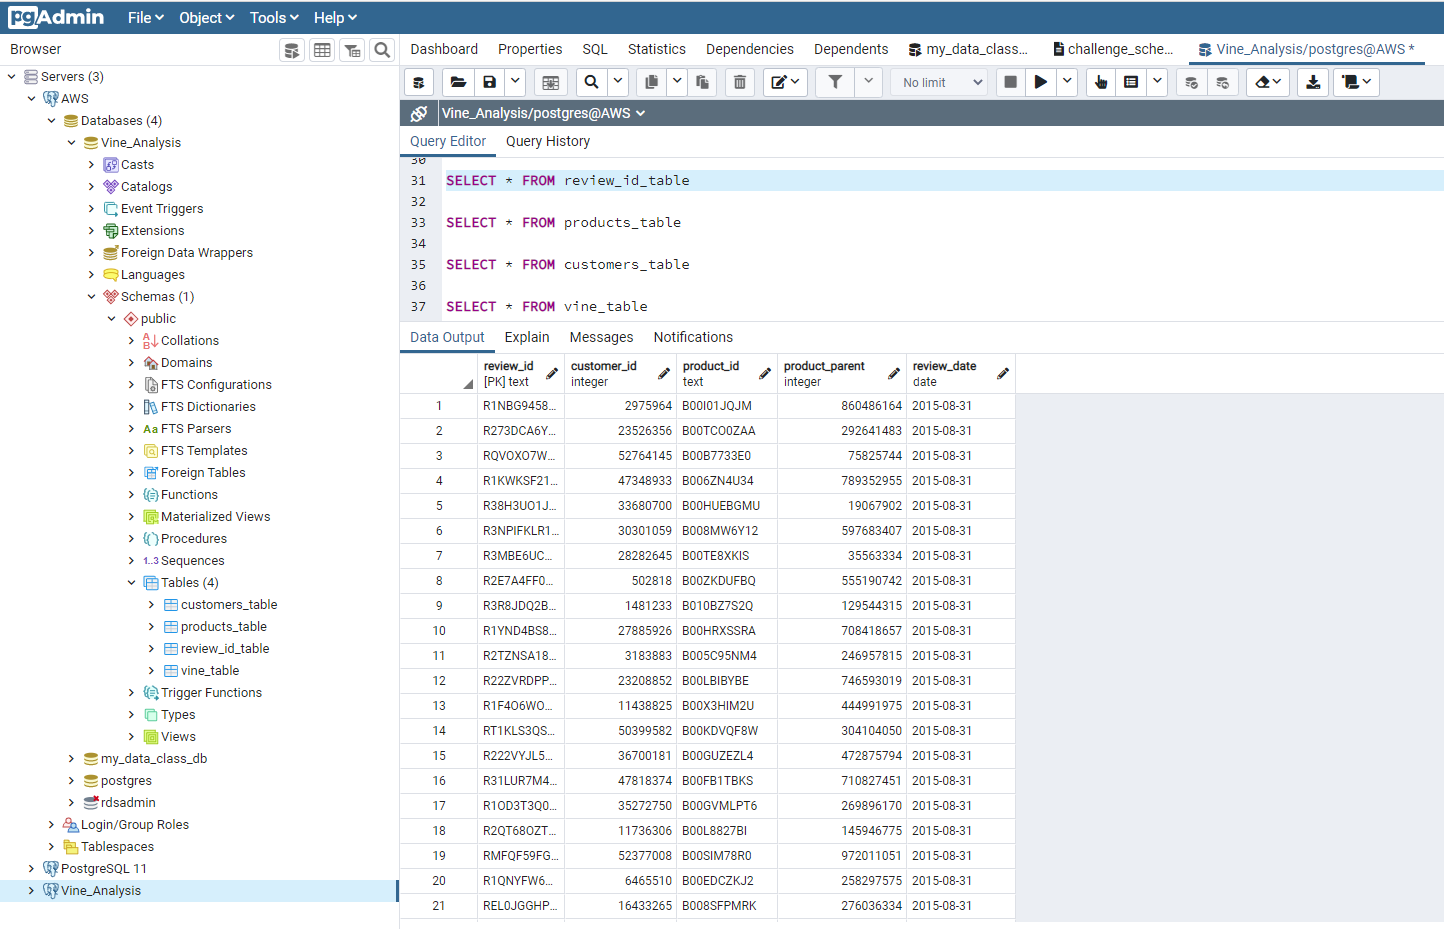 pgAdmin File Object Tools Help
Browser
Dashboard Properties SQL Statistics Dependencies Dependents my_data_class... challenge_sche... Vine_Analysis/postgres@AWS *
No limit
Vine_Analysis/postgres@AWS
Query Editor Query History
Servers (3)
AWS
Databases (4)
Vine_Analysis
Casts
Catalogs
Event Triggers
Extensions
Foreign Data Wrappers
Languages
Schemas (1)
public
Collations
Domains
FTS Configurations
FTS Dictionaries
FTS Parsers
FTS Templates
Foreign Tables
Functions
Materialized Views
Procedures
1..3 Sequences
Tables (4)
customers_table
products_table
review_id_table
vine_table
Trigger Functions
Types
Views
my_data_class_db
postgres
rdsadmin
Login/Group Roles
Tablespaces
PostgreSQL 11
Vine_Analysis
30
31 SELECT * FROM review_id_table
32
33 SELECT * FROM products_table
34
35 SELECT * FROM customers_table
36
37 SELECT * FROM vine_table
Data Output Explain Messages Notifications
review_id customer_id product_id product_parent review_date
[PK] text integer text integer date
1 R1NBG9458... 2975964 B00I01JQJM 860486164 2015-08-31
2 R273DCA6Y... 23526356 B00TCO0ZAA 292641483 2015-08-31
3 RQVOXO7W... 52764145 B00B7733E0 75825744 2015-08-31
4 R1KWKSF21... 47348933 B006ZN4U34 789352955 2015-08-31
5 R38H3UO1J... 33680700 B00HUEBGMU 19067902 2015-08-31
6 R3NPIFKLR1... 30301059 B008MW6Y12 597683407 2015-08-31
7 R3MBE6UC... 28282645 B00TE8XKIS 35563334 2015-08-31
8 R2E7A4FF0... 502818 B00ZKDUFBQ 555190742 2015-08-31
9 R3R8JDQ2B... 1481233 B010BZ7S2Q 129544315 2015-08-31
10 R1YND4BS8... 27885926 B00HRXSSRA 708418657 2015-08-31
11 R2TZNSA18... 3183883 B005C95NM4 246957815 2015-08-31
12 R22ZVRDPP... 23208852 B00LBIBYBE 746593019 2015-08-31
13 R1F4O6WO... 11438825 B00X3HIM2U 444991975 2015-08-31
14 RT1KLS3QS... 50399582 B00KDVQF8W 304104050 2015-08-31
15 R222VYJL5... 36700181 B00GUZEZL4 472875794 2015-08-31
16 R31LUR7M4... 47818374 B00FB1TBKS 710827451 2015-08-31
17 R1OD3T3Q0... 35272750 B00GVMLPT6 269896170 2015-08-31
18 R2QT68OZT... 11736306 B00L8827BI 145946775 2015-08-31
19 RMFQF59FG... 52377008 B00SIM78R0 972011051 2015-08-31
20 R1QNYFW6... 6465510 B00EDCZKJ2 258297575 2015-08-31
21 REL0JGGHP... 16433265 B008SFPMRK 276036334 2015-08-31